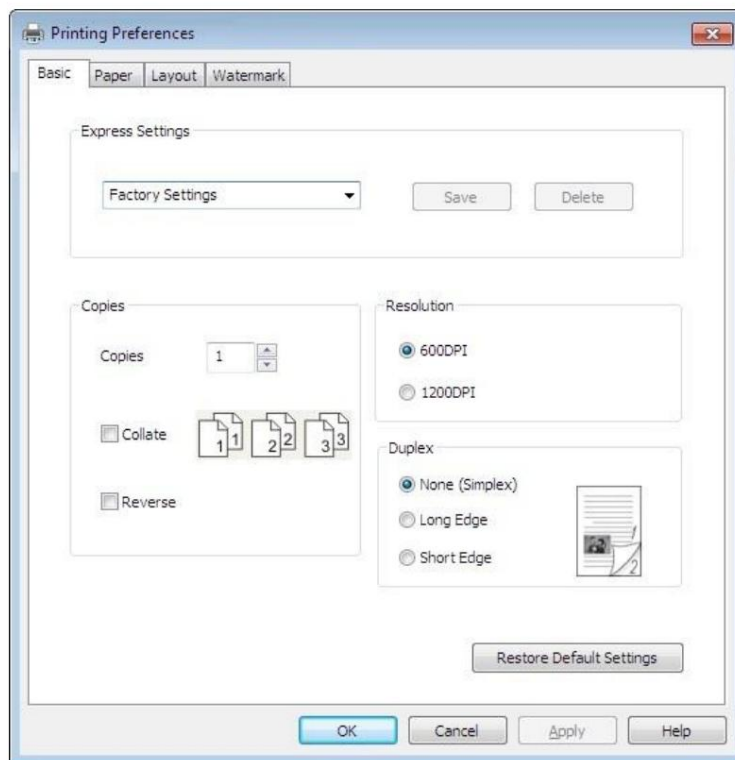 Printing Preferences
Basic Paper Layout Watermark
Express Settings
Factory Settings Save Delete
Copies
Copies 1
Collate 1 1 2 2 3 3
Reverse
Resolution
600DPI
1200DPI
Duplex
None (Simplex)
Long Edge
Short Edge
1
2
Restore Default Settings
OK Cancel Apply Help